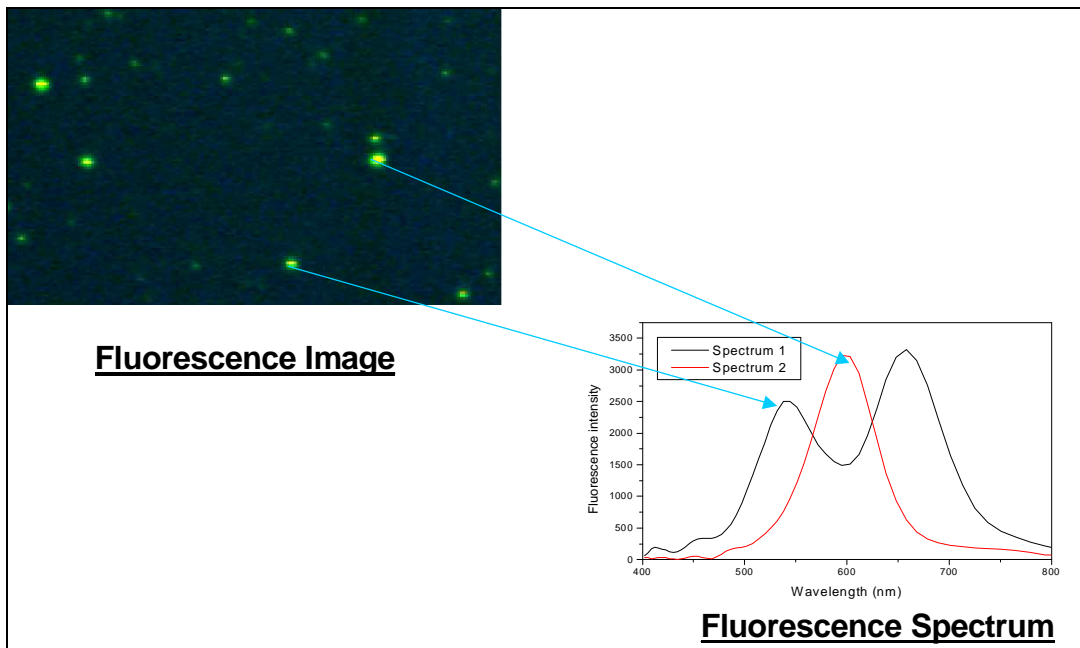 Fluorescence Image
Spectrum 1
Spectrum 2
Fluorescence intensity
3500
3000
2500
2000
1500
1000
500
0
400
500
600
700
800
Wavelength (nm)
Fluorescence Spectrum